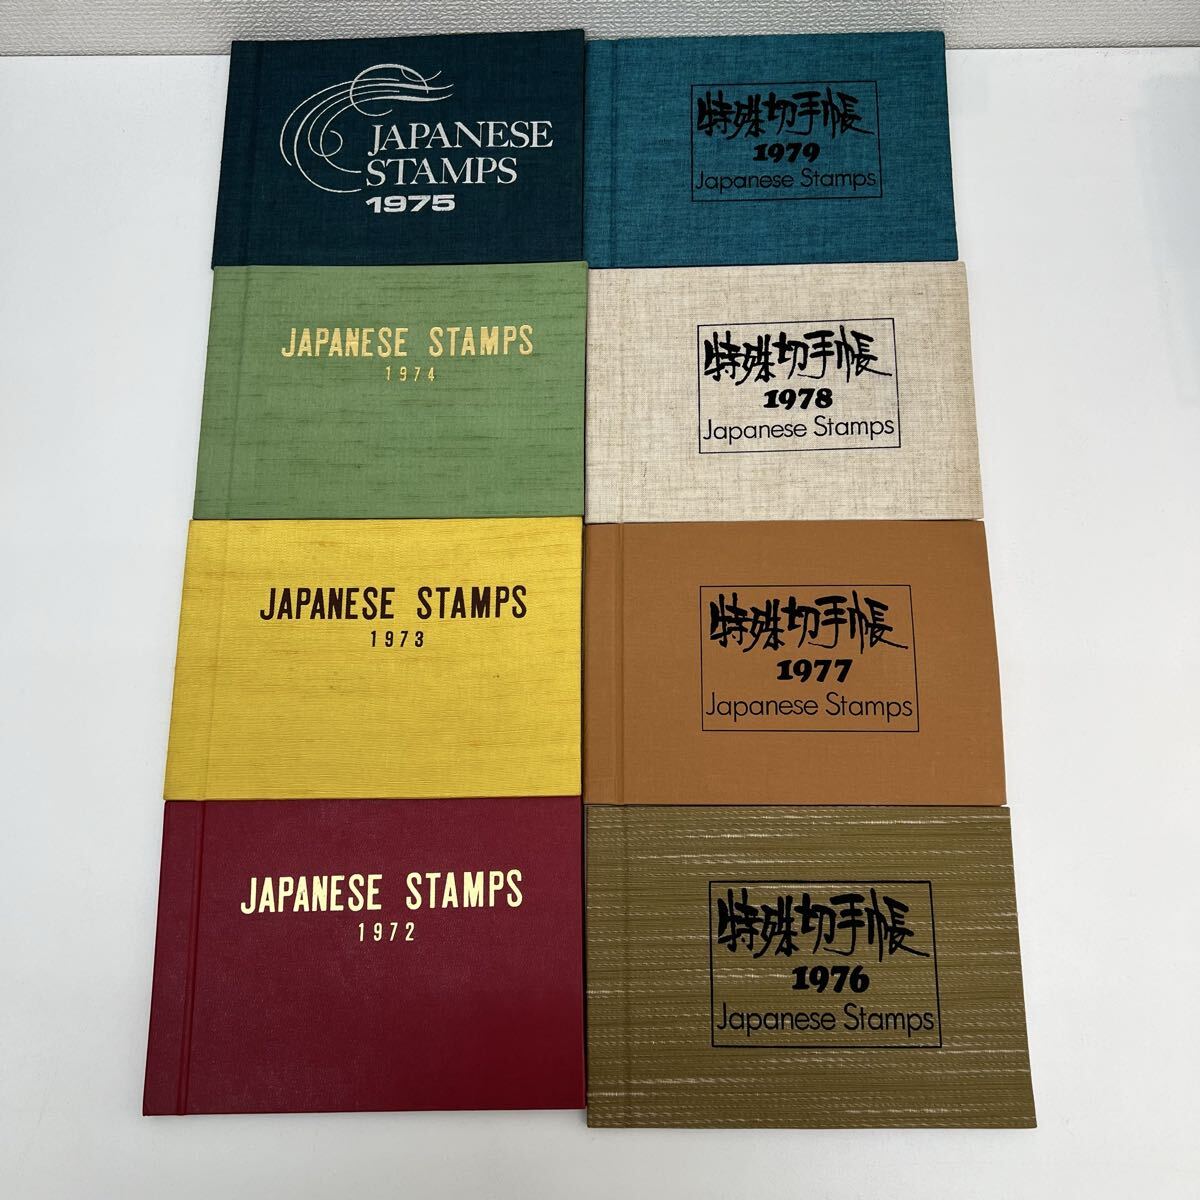 JAPANESE
STAMPS
1975
JAPANESE STAMPS
1974
JAPANESE STAMPS
1973
JAPANESE STAMPS
1972
特殊切手帳
1979
Japanese Stamps
特殊切手帳
1978
Japanese Stamps
特殊切手帳
1977
Japanese Stamps
特殊切手帳
1976
Japanese Stamps